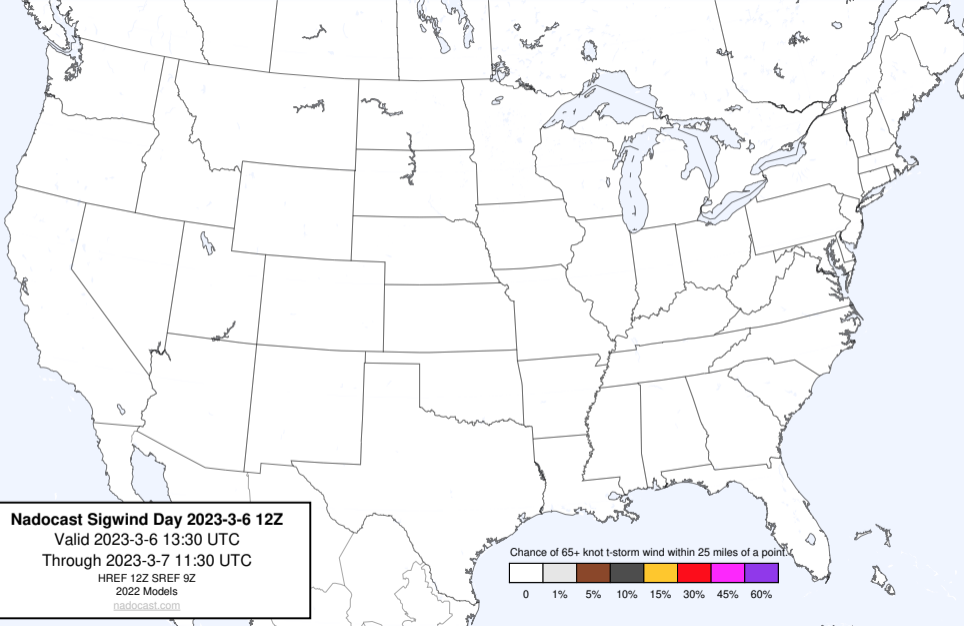 Nadocast Sigwind Day 2023-3-6 12Z
Valid 2023-3-6 13:30 UTC
Through 2023-3-7 11:30 UTC
HREF 12Z SREF 9Z
2022 Models
nadocast.com
Chance of 65+ knot t-storm wind within 25 miles of a point.
0 1% 5% 10% 15% 30% 45% 60%